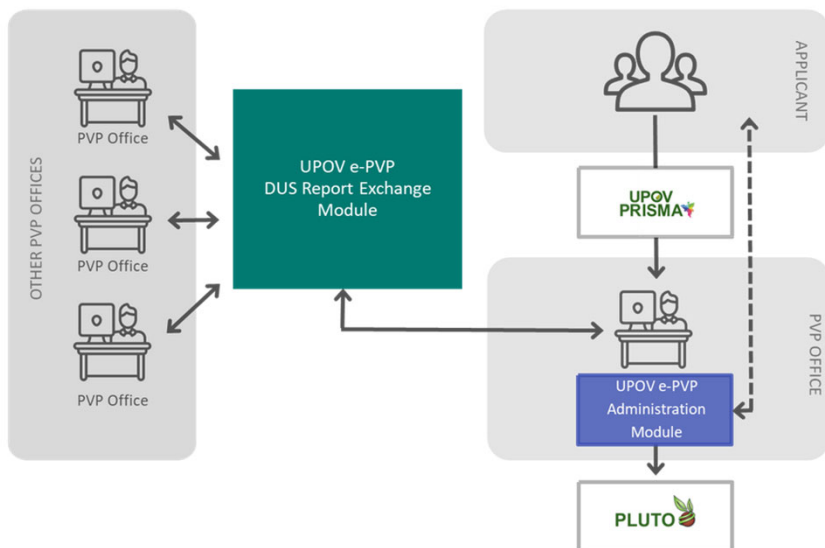 OTHER PVP OFFICES
PVP Office
PVP Office
PVP Office
UPOV e-PVP
DUS Report Exchange
Module
APPLICANT
UPOV
PRISMA
PVP OFFICE
UPOV e-PVP
Administration
Module
PLUTO